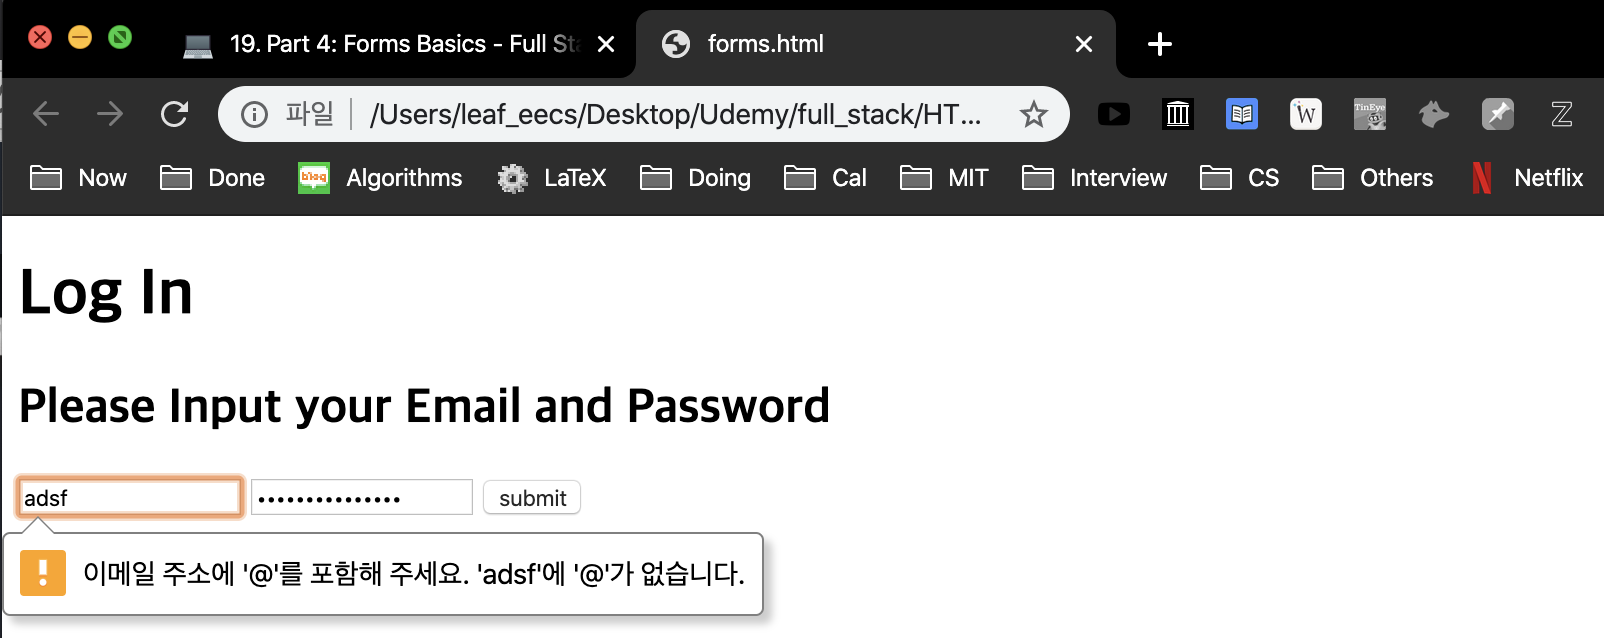 19. Part 4: Forms Basics - Full Sta
forms.html
파일 /Users/leaf_eecs/Desktop/Udemy/full_stack/HT...
W
TinEye
Z
Now Done blog Algorithms LaTeX Doing Cal MIT Interview CS Others N Netflix
Log In
Please Input your Email and Password
adsf ••••••••••••••• submit
이메일 주소에 '@'를 포함해 주세요. 'adsf'에 '@'가 없습니다.